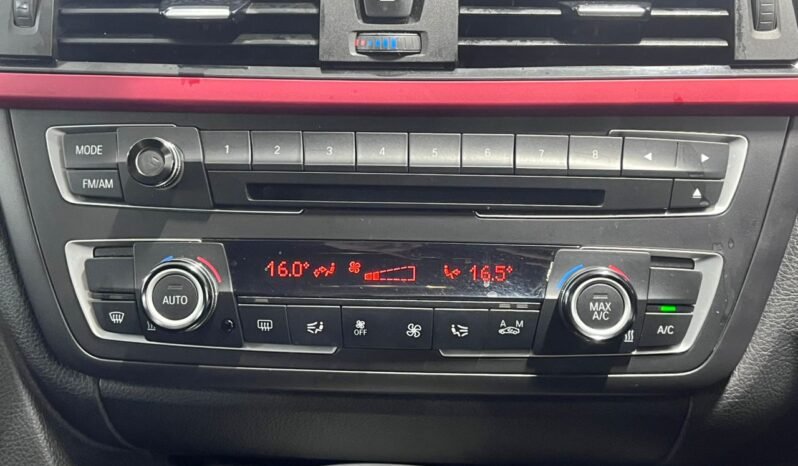 MODE 1 2 3 4 5 6 7 8
FM/AM
16.0° 16.5°
AUTO MAX A/C
OFF A M A/C